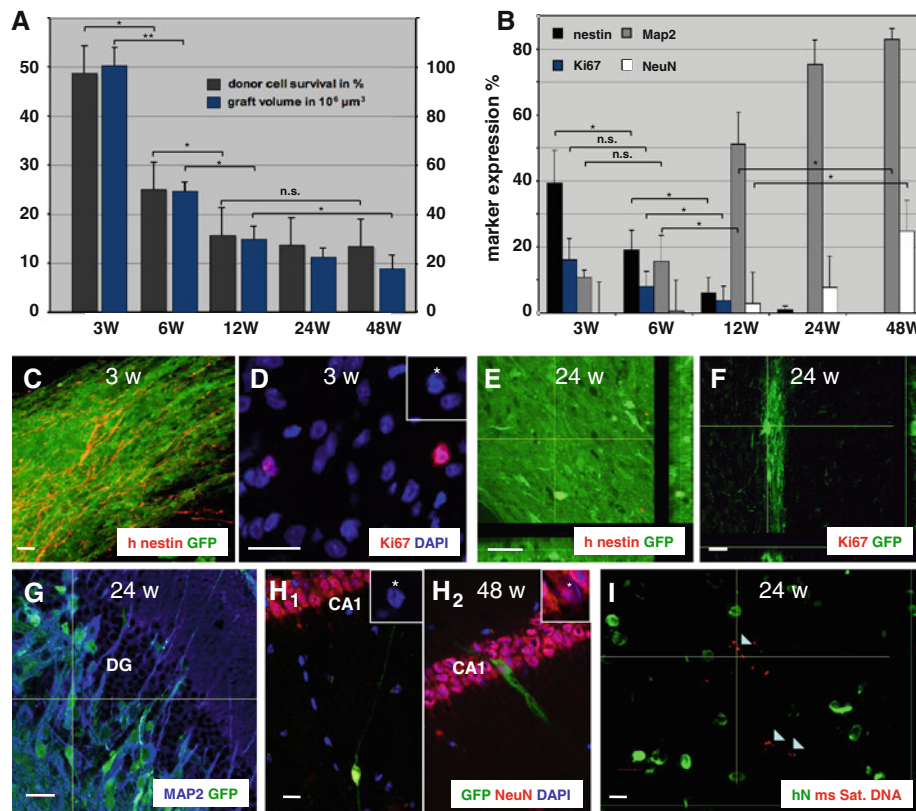 A
*
**
50
100
donor cell survival in %
graft volume in 10⁶ µm³
40
80
*
30
60
*
20
40
n.s.
*
10
20
0
0
3W
6W
12W
24W
48W
B
marker expression %
80
nestin
Map2
Ki67
NeuN
60
*
n.s.
n.s.
*
40
*
*
*
20
*
0
3W
6W
12W
24W
48W
C
3 w
h nestin GFP
D
3 w
*
Ki67 DAPI
E
24 w
h nestin GFP
F
24 w
Ki67 GFP
G
24 w
DG
MAP2 GFP
H1
CA1
*
H2
48 w
*
CA1
GFP NeuN DAPI
I
24 w
hN ms Sat. DNA